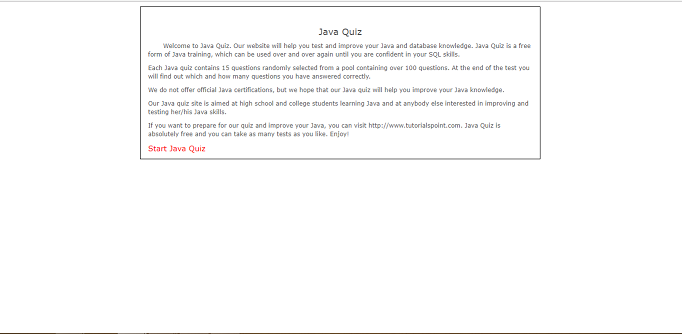 Java Quiz
Welcome to Java Quiz. Our website will help you test and improve your Java and database knowledge. Java Quiz is a free
form of Java training, which can be used over and over again until you are confident in your SQL skills.
Each Java quiz contains 15 questions randomly selected from a pool containing over 100 questions. At the end of the test you
will find out which and how many questions you have answered correctly.
We do not offer official Java certifications, but we hope that our Java quiz will help you improve your Java knowledge.
Our Java quiz site is aimed at high school and college students learning Java and at anybody else interested in improving and
testing her/his Java skills.
If you want to prepare for our quiz and improve your Java, you can visit http://www.tutorialspoint.com. Java Quiz is
absolutely free and you can take as many tests as you like. Enjoy!
Start Java Quiz